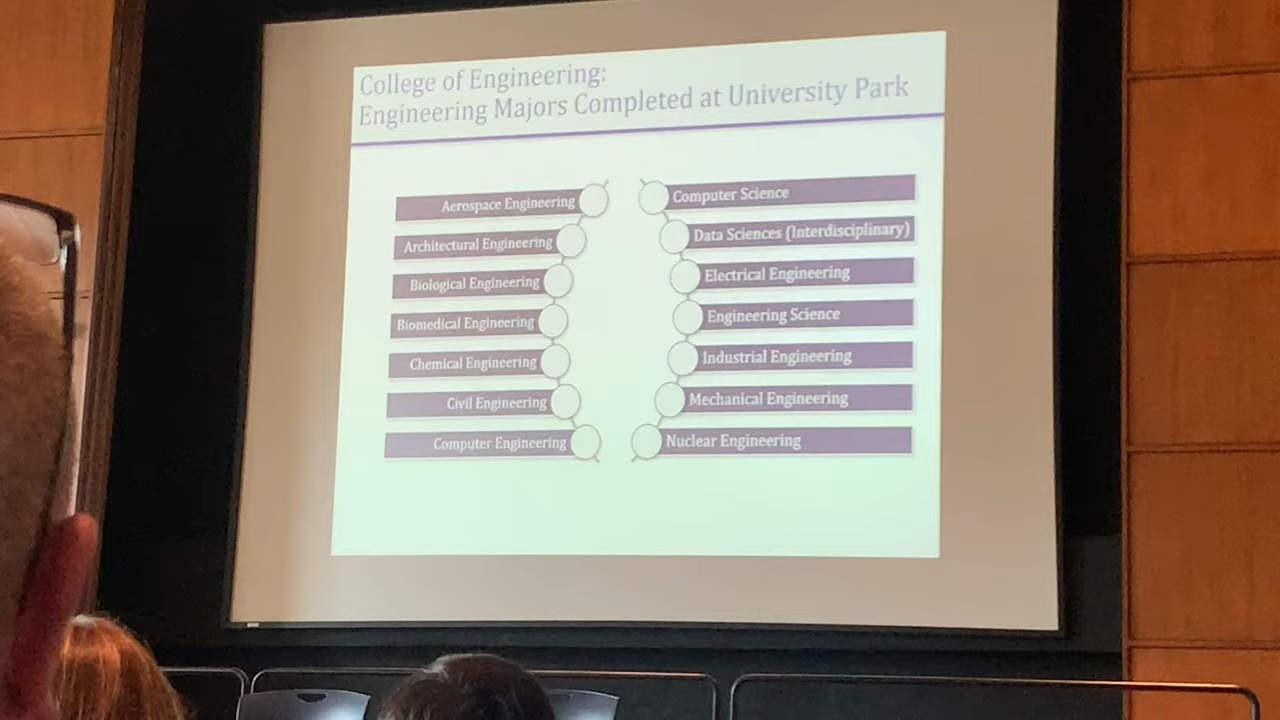 College of Engineering:
Engineering Majors Completed at University Park
Aerospace Engineering
Architectural Engineering
Biological Engineering
Biomedical Engineering
Chemical Engineering
Civil Engineering
Computer Engineering
Computer Science
Data Sciences (Interdisciplinary)
Electrical Engineering
Engineering Science
Industrial Engineering
Mechanical Engineering
Nuclear Engineering